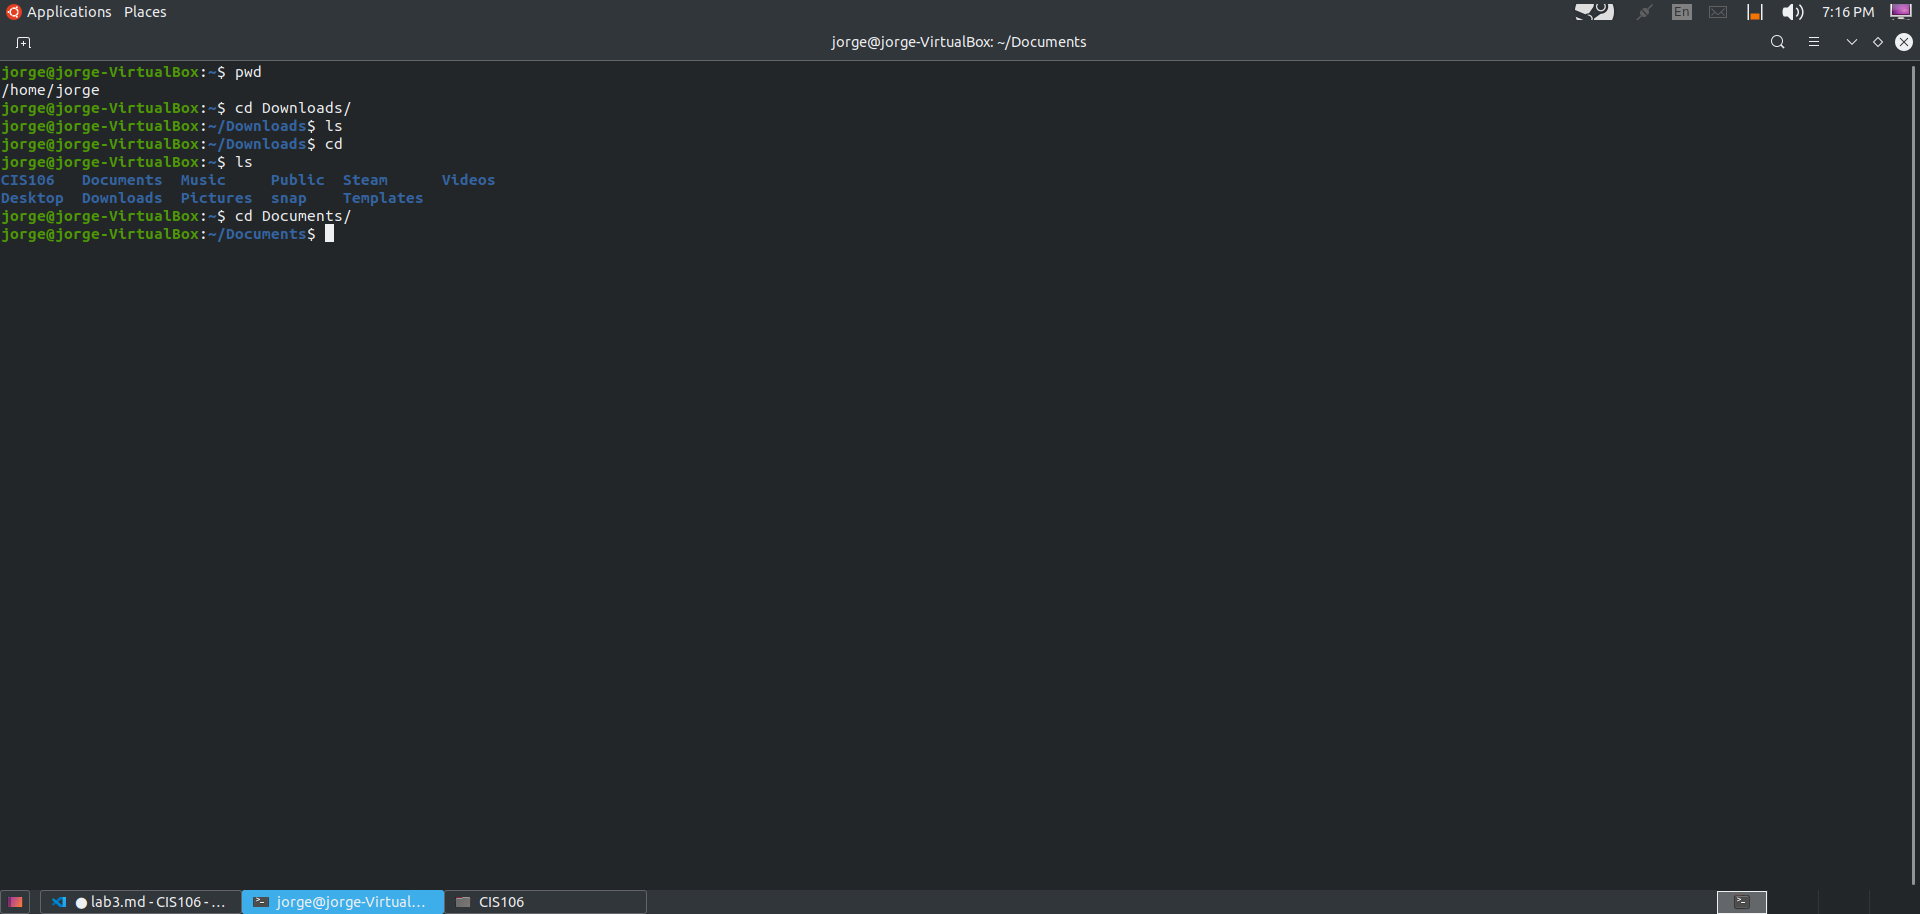 Applications Places En 7:16 PM
jorge@jorge-VirtualBox: ~/Documents
jorge@jorge-VirtualBox:~$ pwd
/home/jorge
jorge@jorge-VirtualBox:~$ cd Downloads/
jorge@jorge-VirtualBox:~/Downloads$ ls
jorge@jorge-VirtualBox:~/Downloads$ cd
jorge@jorge-VirtualBox:~$ ls
CIS106 Documents Music Public Steam Videos
Desktop Downloads Pictures snap Templates
jorge@jorge-VirtualBox:~$ cd Documents/
jorge@jorge-VirtualBox:~/Documents$
lab3.md - CIS106 - ... jorge@jorge-Virtual... CIS106